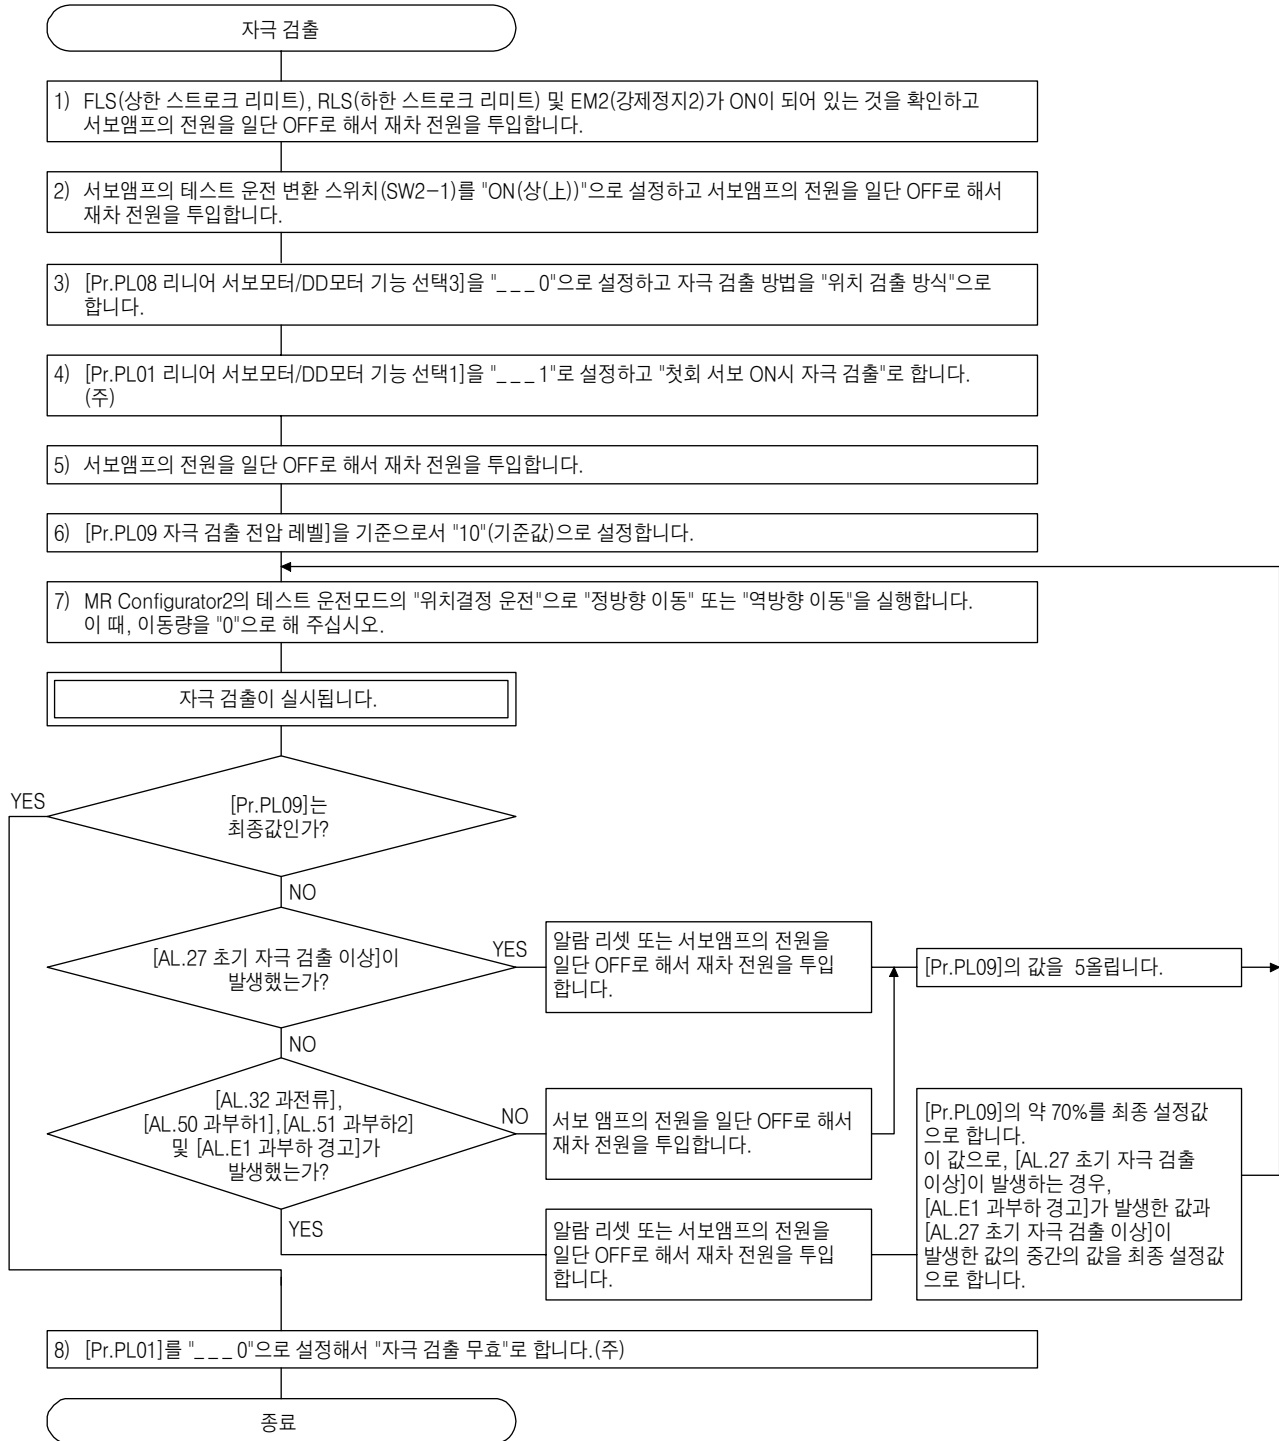 자극 검출
1) FLS(상한 스트로크 리미트), RLS(하한 스트로크 리미트) 및 EM2(강제정지2)가 ON이 되어 있는 것을 확인하고
서보앰프의 전원을 일단 OFF로 해서 재차 전원을 투입합니다.
2) 서보앰프의 테스트 운전 변환 스위치(SW2-1)를 "ON(상(上))"으로 설정하고 서보앰프의 전원을 일단 OFF로 해서
재차 전원을 투입합니다.
3) [Pr.PL08 리니어 서보모터/DD모터 기능 선택3]을 "_ _ _ 0"으로 설정하고 자극 검출 방법을 "위치 검출 방식"으로
합니다.
4) [Pr.PL01 리니어 서보모터/DD모터 기능 선택1]을 "_ _ _ 1"로 설정하고 "첫회 서보 ON시 자극 검출"로 합니다.
(주)
5) 서보앰프의 전원을 일단 OFF로 해서 재차 전원을 투입합니다.
6) [Pr.PL09 자극 검출 전압 레벨]을 기준으로서 "10"(기준값)으로 설정합니다.
7) MR Configurator2의 테스트 운전모드의 "위치결정 운전"으로 "정방향 이동" 또는 "역방향 이동"을 실행합니다.
이 때, 이동량을 "0"으로 해 주십시오.
자극 검출이 실시됩니다.
YES
[Pr.PL09]는
최종값인가?
NO
[AL.27 초기 자극 검출 이상]이
발생했는가?
YES
알람 리셋 또는 서보앰프의 전원을
일단 OFF로 해서 재차 전원을 투입
합니다.
[Pr.PL09]의 값을 5올립니다.
NO
[AL.32 과전류],
[AL.50 과부하1],[AL.51 과부하2]
및 [AL.E1 과부하 경고]가
발생했는가?
NO
서보 앰프의 전원을 일단 OFF로 해서
재차 전원을 투입합니다.
[Pr.PL09]의 약 70%를 최종 설정값
으로 합니다.
이 값으로, [AL.27 초기 자극 검출
이상]이 발생하는 경우,
[AL.E1 과부하 경고]가 발생한 값과
[AL.27 초기 자극 검출 이상]이
발생한 값의 중간의 값을 최종 설정값
으로 합니다.
YES
알람 리셋 또는 서보앰프의 전원을
일단 OFF로 해서 재차 전원을 투입
합니다.
8) [Pr.PL01]를 "_ _ _ 0"으로 설정해서 "자극 검출 무효"로 합니다.(주)
종료